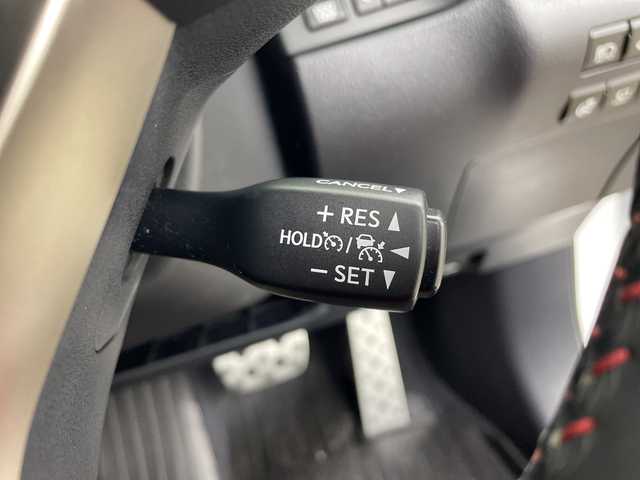 CANCEL▼
+ RES ▲
HOLD / ◀
− SET ▼